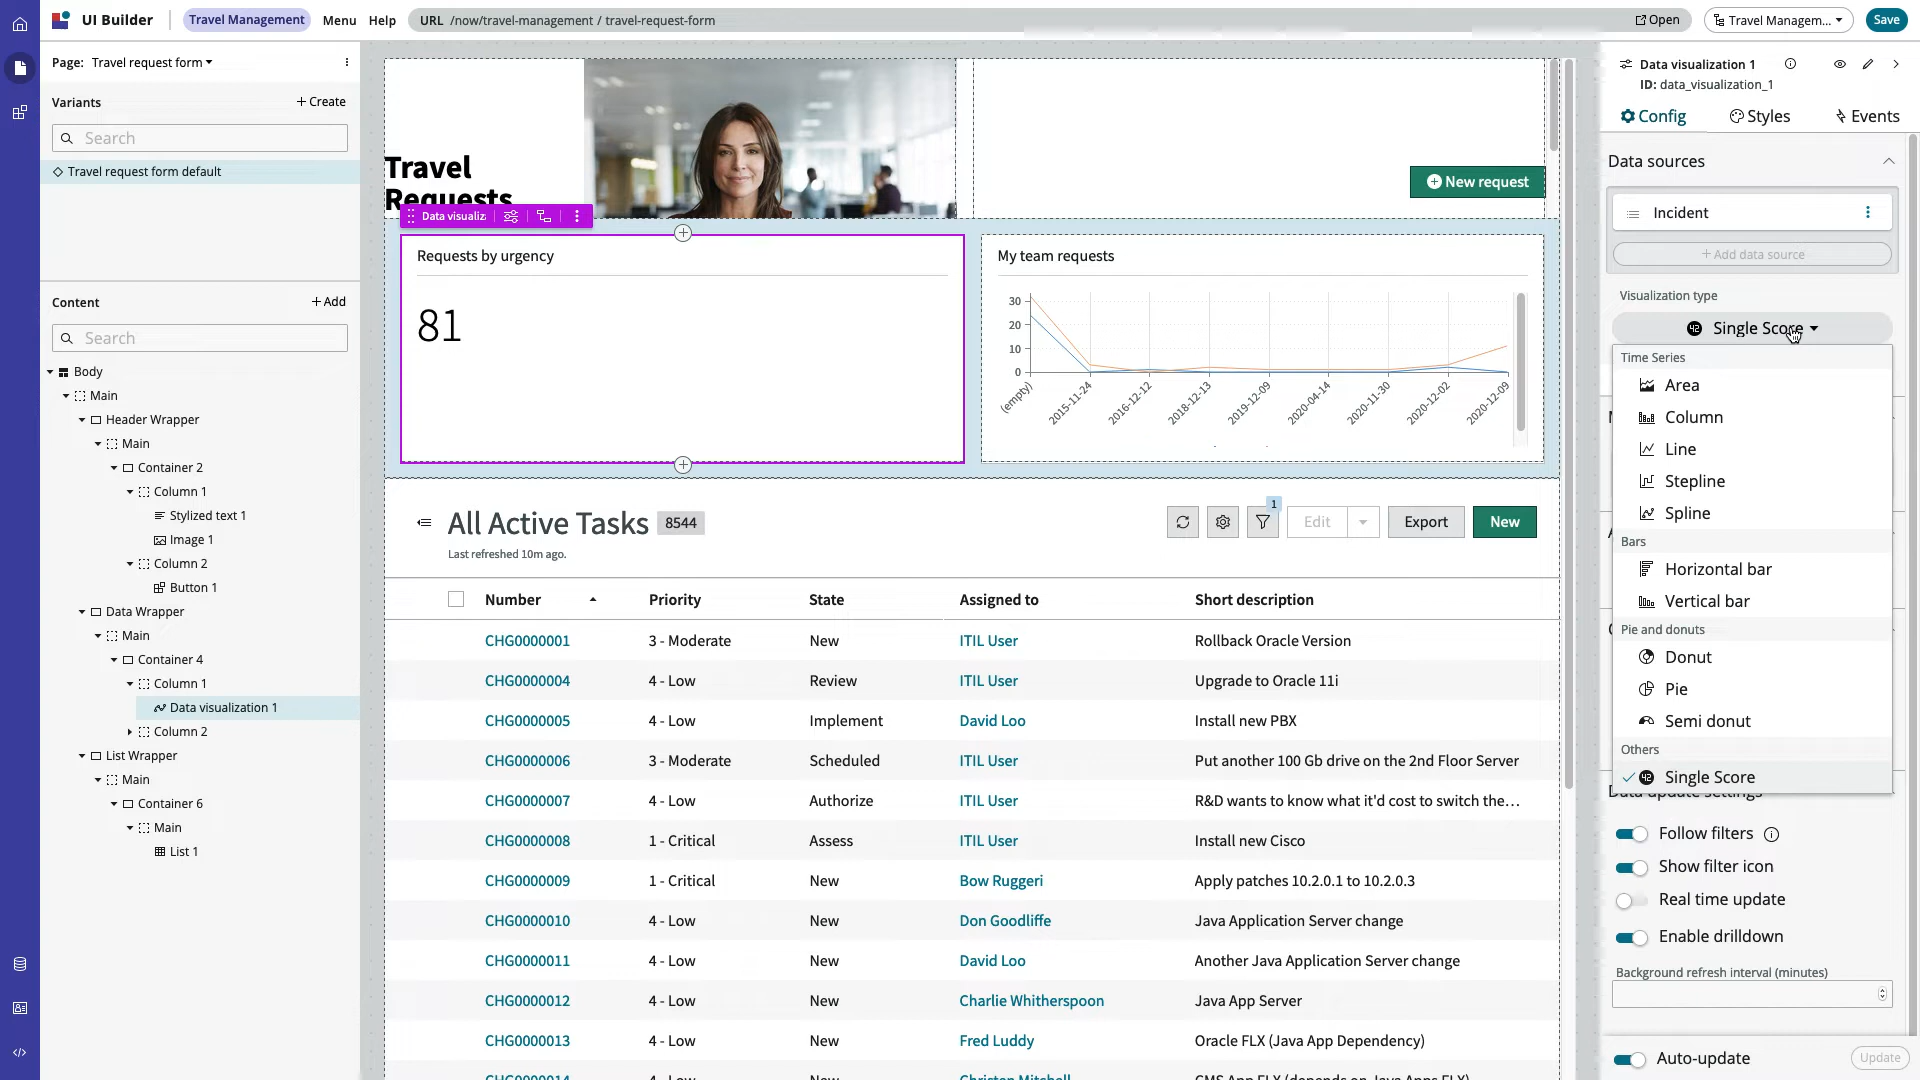 UI Builder
Travel Management
Menu
Help
URL /now/travel-management / travel-request-form
Open
Travel Managem...
Save
Page: Travel request form
Variants
+ Create
Search
Travel request form default
Content
+ Add
Search
Body
Main
Header Wrapper
Main
Container 2
Column 1
Stylized text 1
Image 1
Column 2
Button 1
Data Wrapper
Main
Container 4
Column 1
Data visualization 1
Column 2
List Wrapper
Main
Container 6
Main
List 1
Travel
Requests
New request
Data visualiz
Requests by urgency
81
My team requests
30
20
10
0
(empty)
2015-11-24
2016-12-12
2018-12-13
2019-12-09
2020-04-14
2020-11-30
2020-12-02
2020-12-09
All Active Tasks 8544
Last refreshed 10m ago.
1
Edit
Export
New
Number Priority State Assigned to Short description
CHG0000001 3 - Moderate New ITIL User Rollback Oracle Version
CHG0000004 4 - Low Review ITIL User Upgrade to Oracle 11i
CHG0000005 4 - Low Implement David Loo Install new PBX
CHG0000006 3 - Moderate Scheduled ITIL User Put another 100 Gb drive on the 2nd Floor Server
CHG0000007 4 - Low Authorize ITIL User R&D wants to know what it'd cost to switch the...
CHG0000008 1 - Critical Assess ITIL User Install new Cisco
CHG0000009 1 - Critical New Bow Ruggeri Apply patches 10.2.0.1 to 10.2.0.3
CHG0000010 4 - Low New Don Goodliffe Java Application Server change
CHG0000011 4 - Low New David Loo Another Java Application Server change
CHG0000012 4 - Low New Charlie Whitherspoon Java App Server
CHG0000013 4 - Low New Fred Luddy Oracle FLX (Java App Dependency)
Data visualization 1
ID: data_visualization_1
Config
Styles
Events
Data sources
Incident
+ Add data source
Visualization type
42 Single Score
Time Series
Area
Column
Line
Stepline
Spline
Bars
Horizontal bar
Vertical bar
Pie and donuts
Donut
Pie
Semi donut
Others
42 Single Score
Data update settings
Follow filters
Show filter icon
Real time update
Enable drilldown
Background refresh interval (minutes)
Auto-update
Update